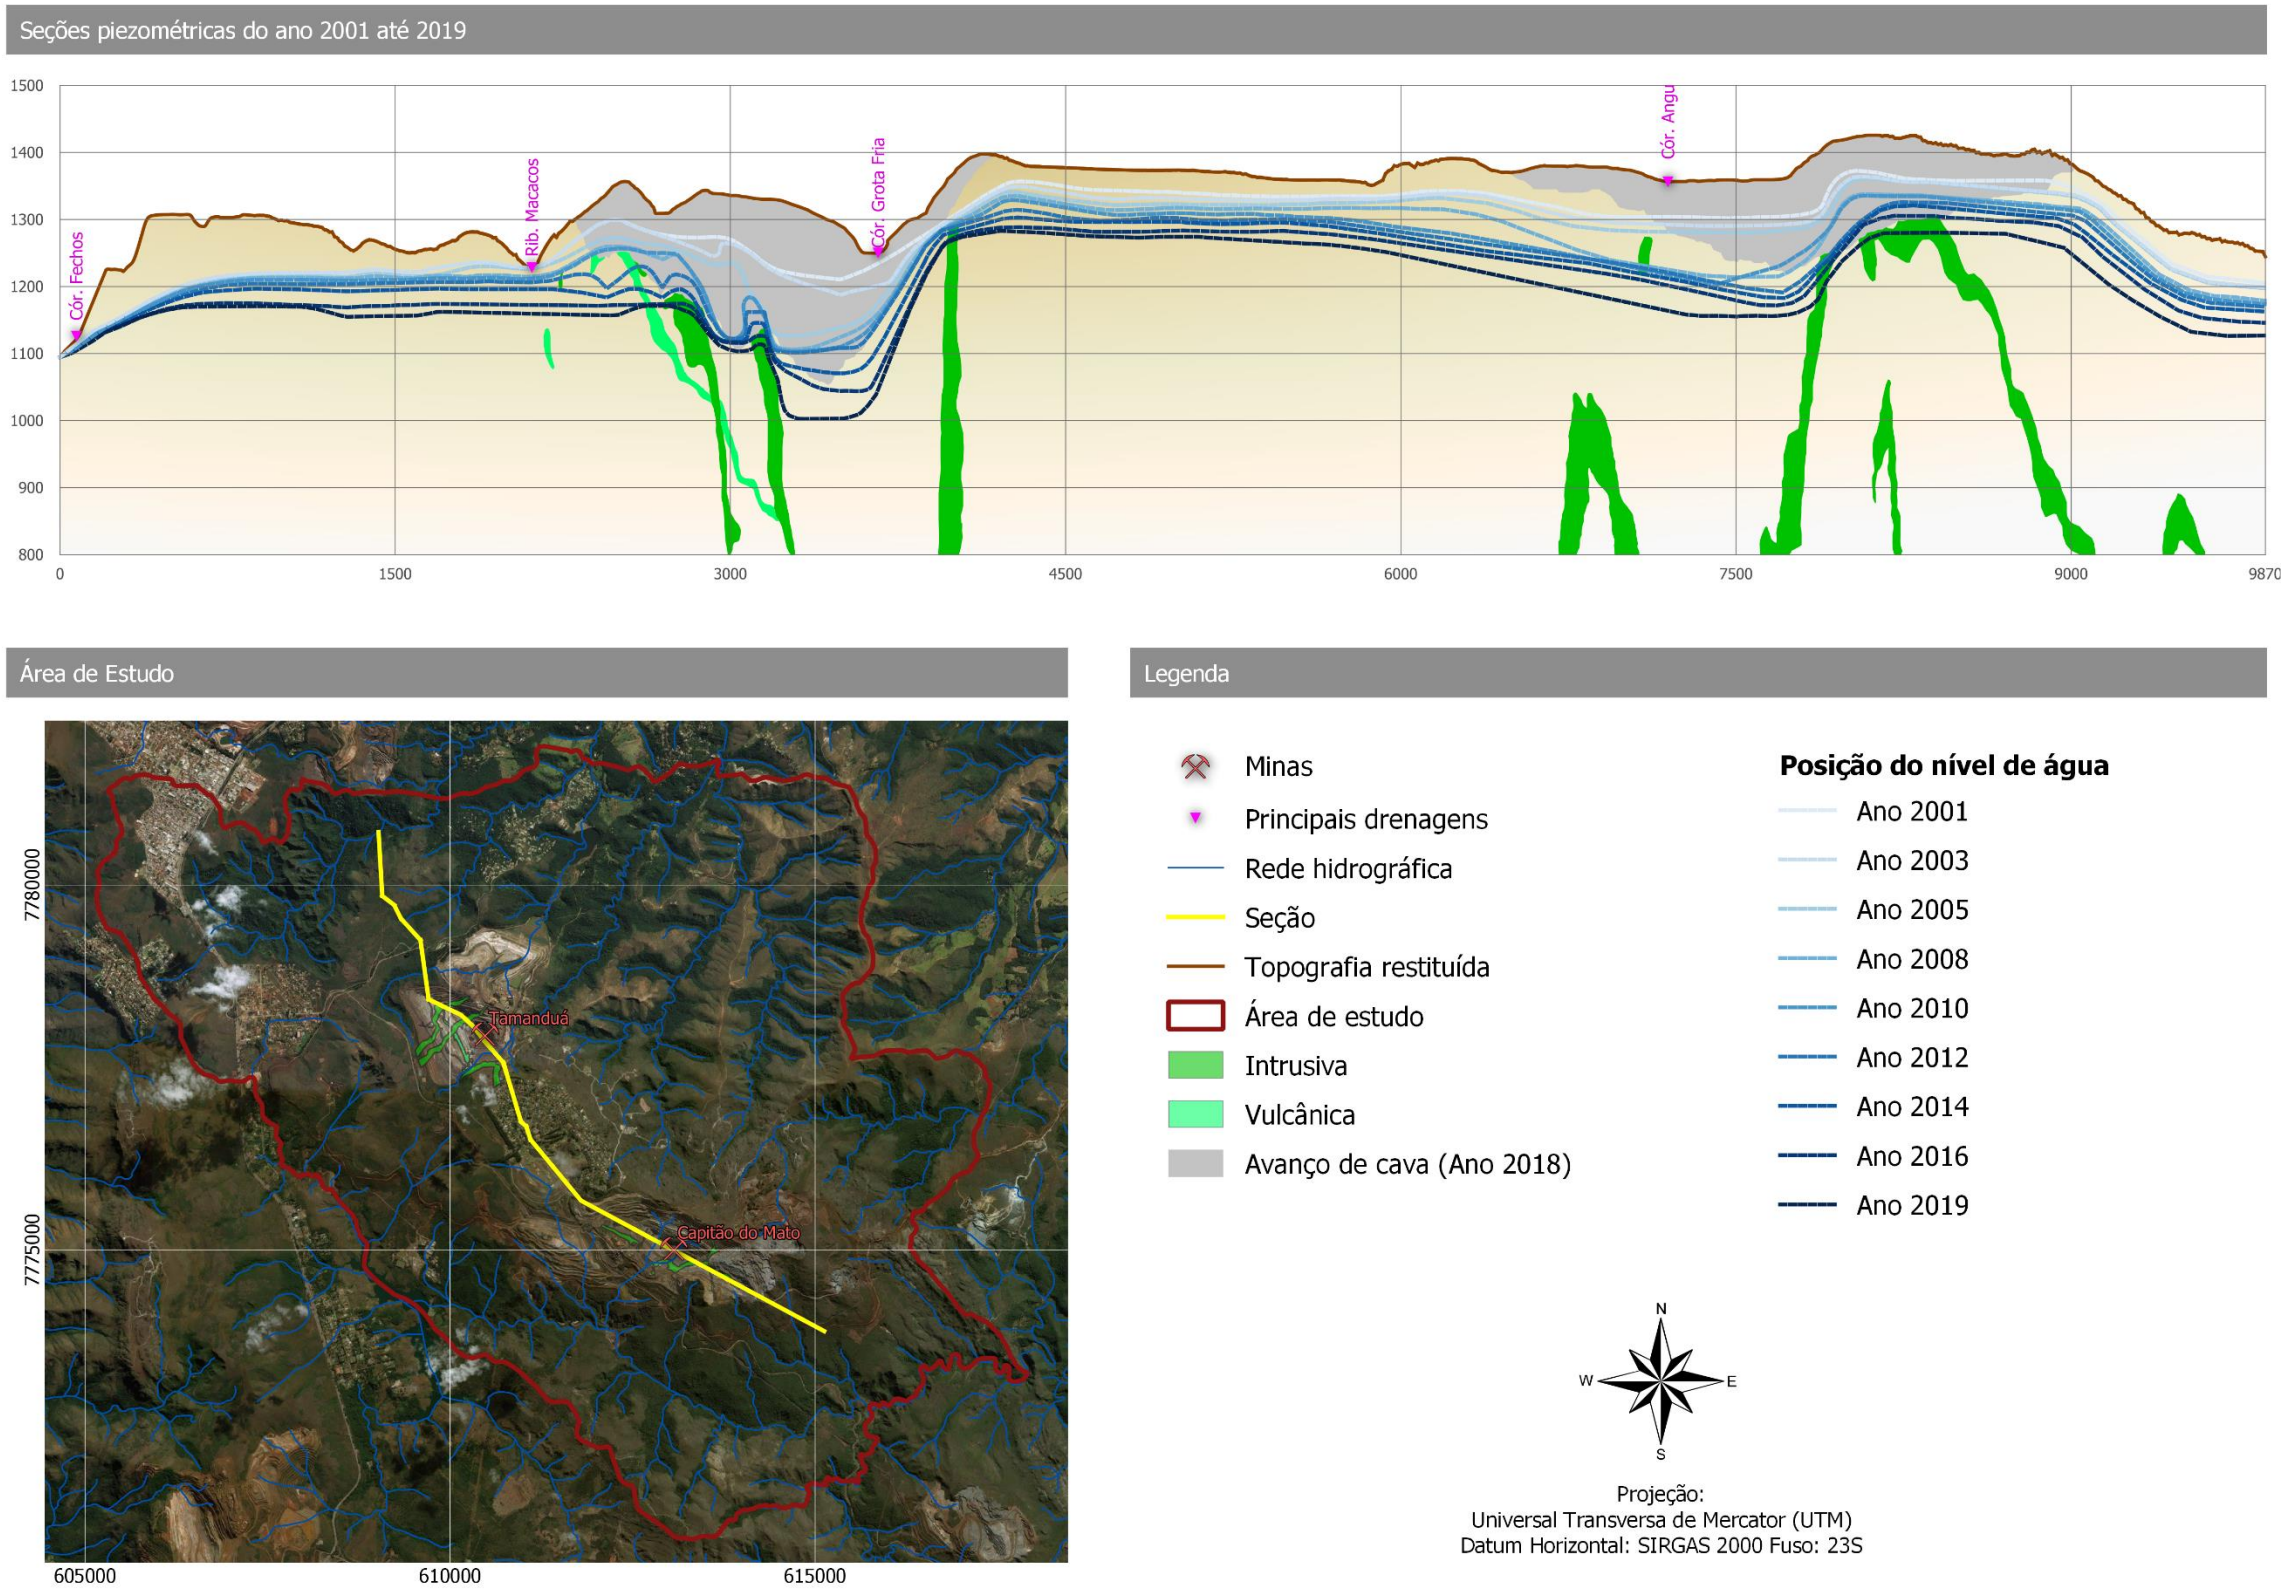 Seções piezométricas do ano 2001 até 2019
1500
1400
1300
1200
1100
1000
900
800
Cór. Fechos
Rib. Macacos
Cór. Grota Fria
Cór. Angu
0
1500
3000
4500
6000
7500
9000
9870
Área de Estudo
7780000
7775000
Tamanduá
Capitão do Mato
605000
610000
615000
Legenda
Minas
Principais drenagens
Rede hidrográfica
Seção
Topografia restituída
Área de estudo
Intrusiva
Vulcânica
Avanço de cava (Ano 2018)
Posição do nível de água
Ano 2001
Ano 2003
Ano 2005
Ano 2008
Ano 2010
Ano 2012
Ano 2014
Ano 2016
Ano 2019
N
W
E
S
Projeção:
Universal Transversa de Mercator (UTM)
Datum Horizontal: SIRGAS 2000 Fuso: 23S